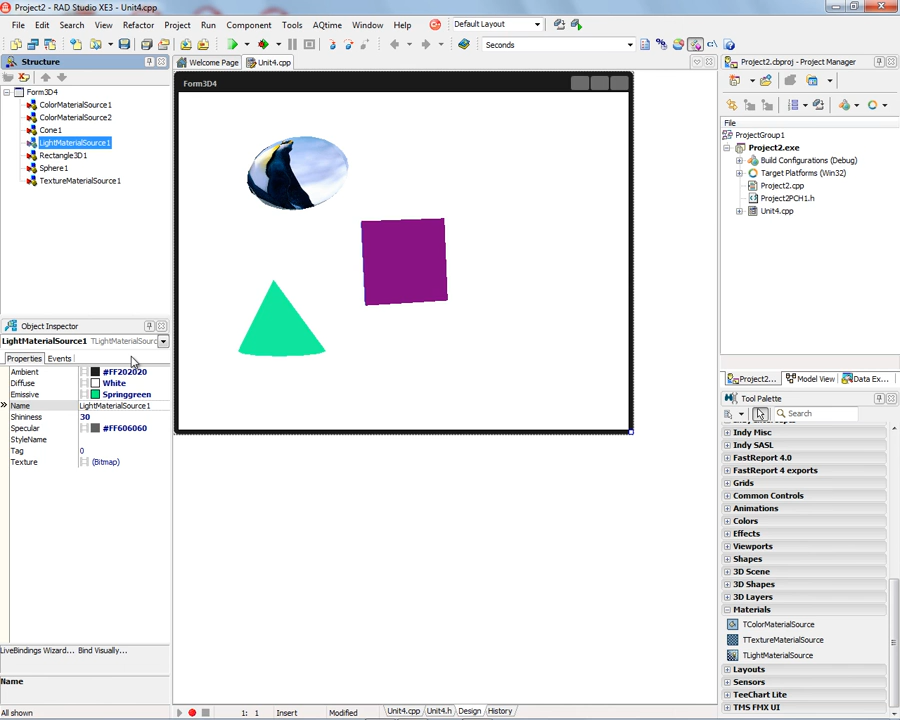 Project2 - RAD Studio XE3 - Unit4.cpp
File Edit Search View Refactor Project Run Component Tools AQtime Window Help
Default Layout
Seconds
Structure
Form3D4
ColorMaterialSource1
ColorMaterialSource2
Cone1
LightMaterialSource1
Rectangle3D1
Sphere1
TextureMaterialSource1
Object Inspector
LightMaterialSource1 TLightMaterialSourc
Properties Events
Ambient #FF202020
Diffuse White
Emissive Springgreen
Name LightMaterialSource1
Shininess 30
Specular #FF606060
StyleName
Tag 0
Texture (Bitmap)
LiveBindings Wizard... Bind Visually...
Name
All shown
Welcome Page Unit4.cpp
Form3D4
1: 1 Insert Modified Unit4.cpp Unit4.h Design History
Project2.cbproj - Project Manager
File
ProjectGroup1
Project2.exe
Build Configurations (Debug)
Target Platforms (Win32)
Project2.cpp
Project2PCH1.h
Unit4.cpp
Project2... Model View Data Ex...
Tool Palette
Search
Indy Misc
Indy SASL
FastReport 4.0
FastReport 4 exports
Grids
Common Controls
Animations
Colors
Effects
Viewports
Shapes
3D Scene
3D Shapes
3D Layers
Materials
TColorMaterialSource
TTextureMaterialSource
TLightMaterialSource
Layouts
Sensors
TeeChart Lite
TMS FMX UI